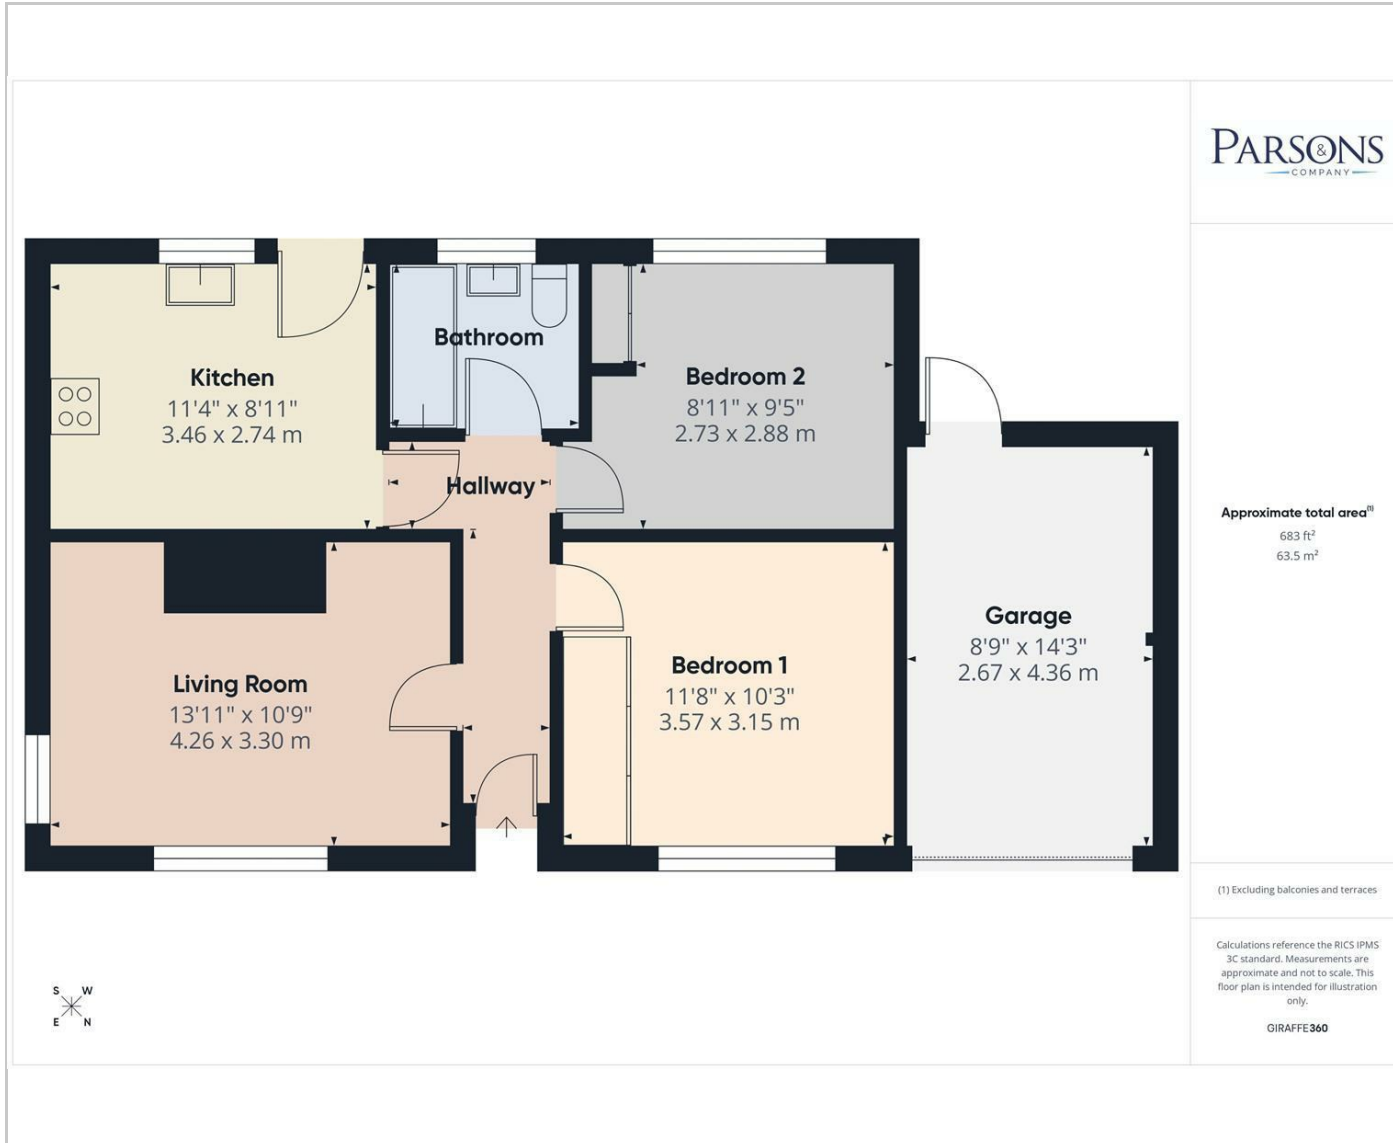 PARSONS
&
COMPANY
Kitchen
11'4" x 8'11"
3.46 x 2.74 m
Bathroom
Bedroom 2
8'11" x 9'5"
2.73 x 2.88 m
Hallway
Living Room
13'11" x 10'9"
4.26 x 3.30 m
Bedroom 1
11'8" x 10'3"
3.57 x 3.15 m
Garage
8'9" x 14'3"
2.67 x 4.36 m
Approximate total area(1)
683 ft²
63.5 m²
(1) Excluding balconies and terraces
Calculations reference the RICS IPMS
3C standard. Measurements are
approximate and not to scale. This
floor plan is intended for illustration
only.
GIRAFFE360
S W
E N